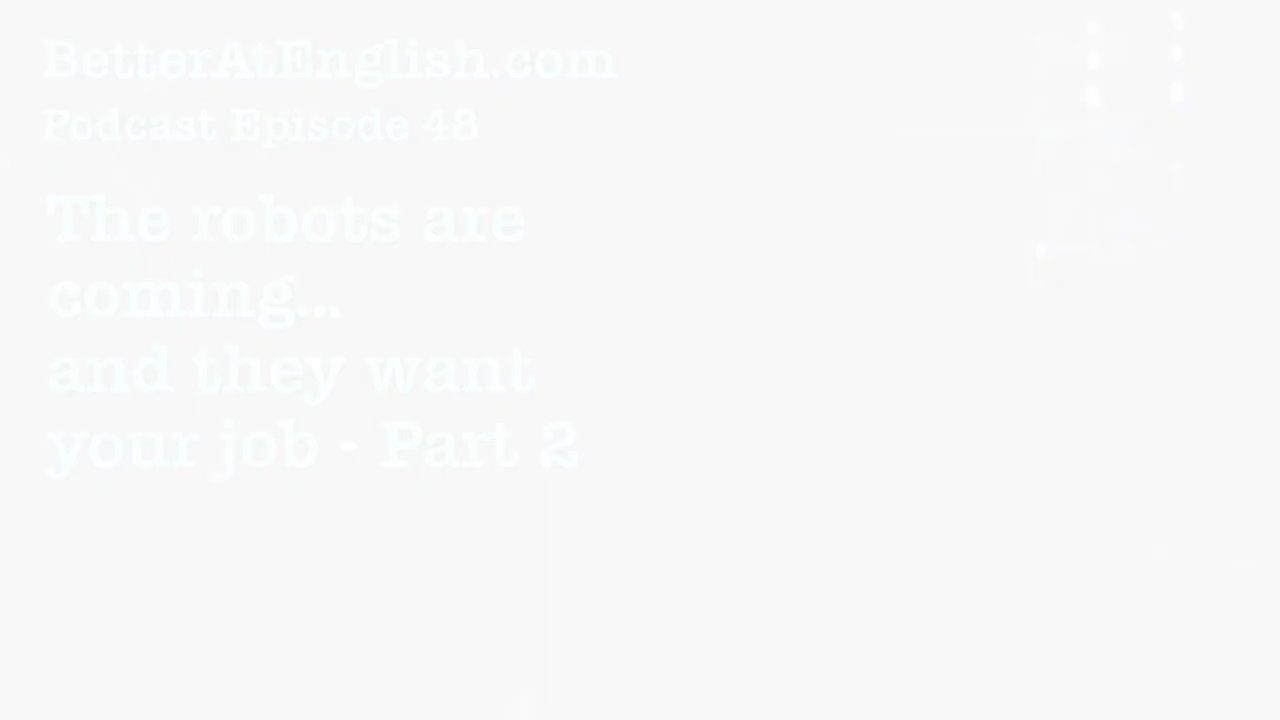 BetterAtEnglish.com
Podcast Episode 48
The robots are
coming...
and they want
your job - Part 2